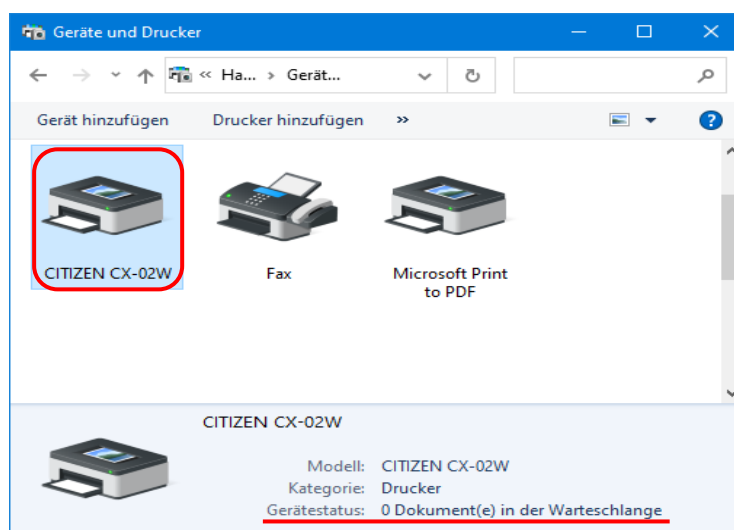 Geräte und Drucker
« Ha... › Gerät...
Gerät hinzufügen Drucker hinzufügen »
CITIZEN CX-02W Fax Microsoft Print
to PDF
CITIZEN CX-02W
Modell: CITIZEN CX-02W
Kategorie: Drucker
Gerätestatus: 0 Dokument(e) in der Warteschlange